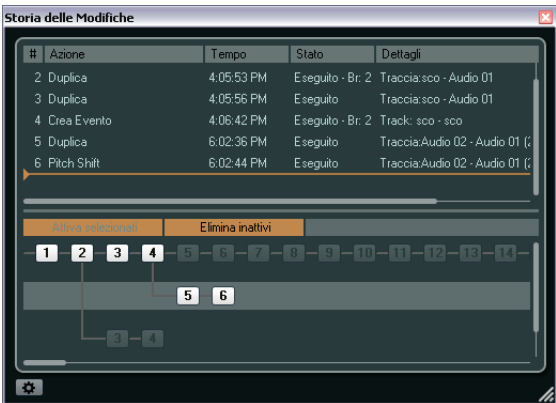 Storia delle Modifiche
# Azione Tempo Stato Dettagli
2 Duplica 4:05:53 PM Eseguito - Br: 2 Traccia:sco - Audio 01
3 Duplica 4:05:56 PM Eseguito Traccia:sco - Audio 01
4 Crea Evento 4:06:42 PM Eseguito - Br: 2 Track: sco - sco
5 Duplica 6:02:36 PM Eseguito Traccia:Audio 02 - Audio 01 (2
6 Pitch Shift 6:02:44 PM Eseguito Traccia:Audio 02 - Audio 01 (2
Attiva selezionati Elimina inattivi
1 2 3 4 5 6 7 8 9 10 11 12 13 14
5 6
3 4